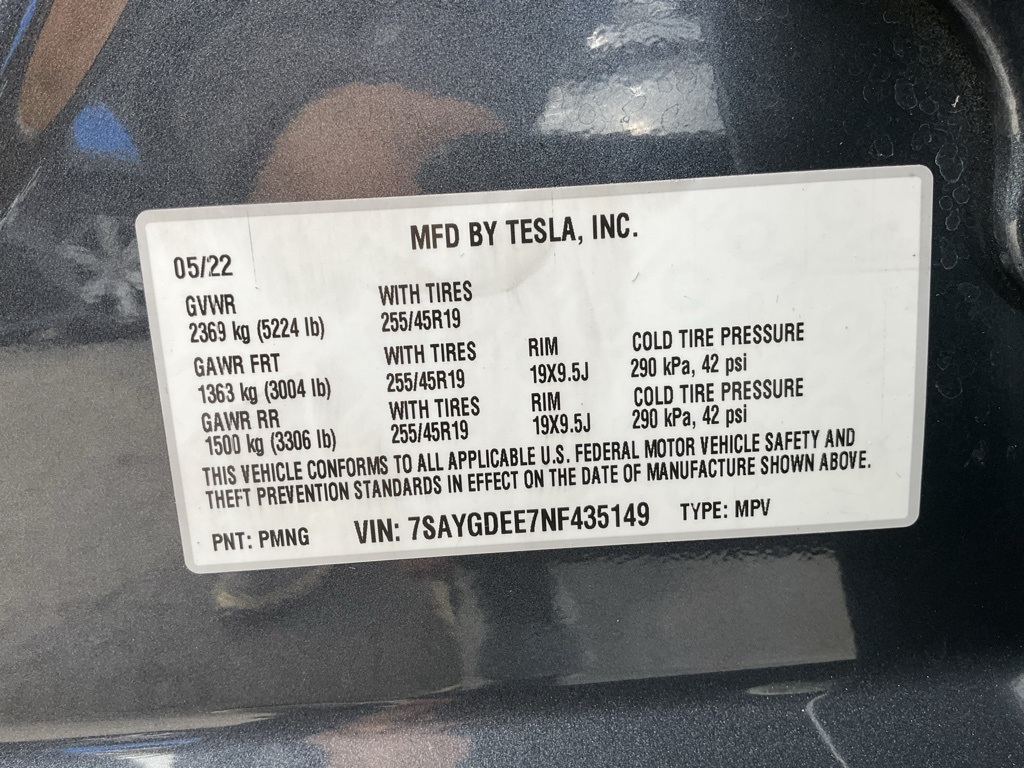 MFD BY TESLA, INC.
05/22
GVWR WITH TIRES
2369 kg (5224 lb) 255/45R19
GAWR FRT WITH TIRES RIM COLD TIRE PRESSURE
1363 kg (3004 lb) 255/45R19 19X9.5J 290 kPa, 42 psi
GAWR RR WITH TIRES RIM COLD TIRE PRESSURE
1500 kg (3306 lb) 255/45R19 19X9.5J 290 kPa, 42 psi
THIS VEHICLE CONFORMS TO ALL APPLICABLE U.S. FEDERAL MOTOR VEHICLE SAFETY AND
THEFT PREVENTION STANDARDS IN EFFECT ON THE DATE OF MANUFACTURE SHOWN ABOVE.
PNT: PMNG VIN: 7SAYGDEE7NF435149 TYPE: MPV